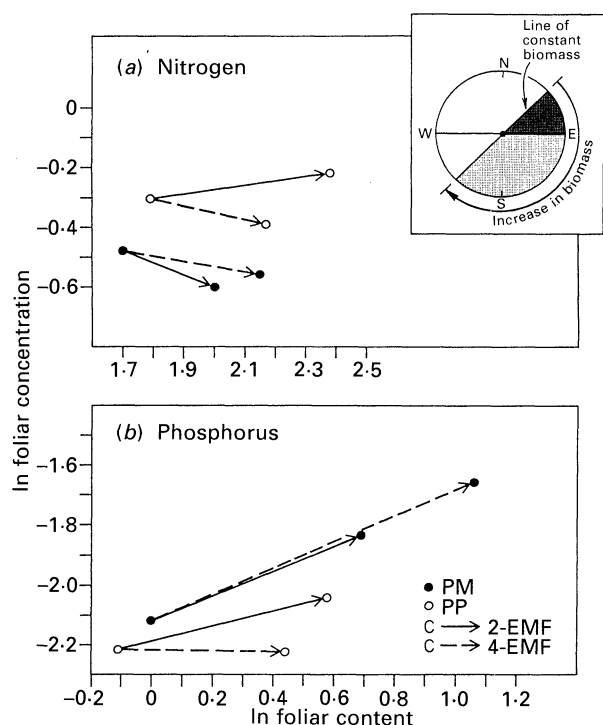 (a) Nitrogen
Line of
constant
biomass
N
W
E
S
Increase in biomass
0
−0.2
−0.4
−0.6
1.7 1.9 2.1 2.3 2.5
ln foliar concentration
(b) Phosphorus
−1.6
−1.8
−2.0
−2.2
PM
PP
C 2-EMF
C 4-EMF
−0.2 0 0.2 0.4 0.6 0.8 1.0 1.2
ln foliar content